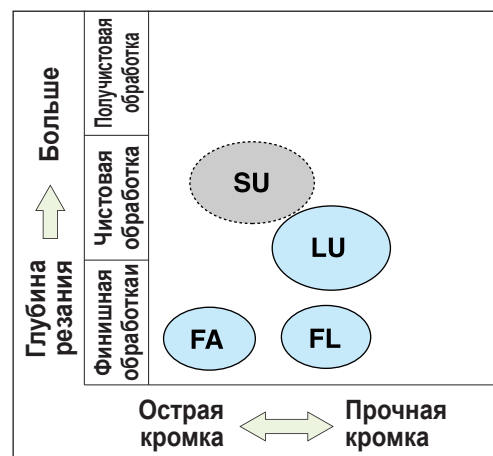 Больше
Глубина
резания
Получистовая
обработка
Чистовая
обработка
Финишная
обработкаи
SU
LU
FA
FL
Острая
кромка
Прочная
кромка